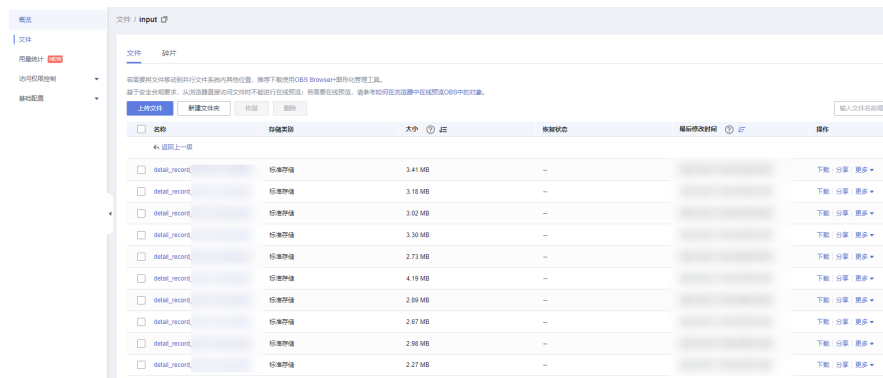 概览
文件
用量统计 NEW
访问权限控制
基础配置
文件 / input
文件 碎片
若需要将文件移动到并行文件系统内其他位置，推荐下载使用OBS Browser+图形化管理工具。
基于安全合规要求，从浏览器直接访问文件时不能进行在线预览；若需要在线预览，请参考如何在浏览器中在线预览OBS中的对象。
上传文件 新建文件夹 恢复 删除 输入文件名前缀
名称 存储类别 大小 恢复状态 最后修改时间 操作
返回上一级
detail_record_ 标准存储 3.41 MB -- 下载 分享 更多
detail_record_ 标准存储 3.18 MB -- 下载 分享 更多
detail_record_ 标准存储 3.02 MB -- 下载 分享 更多
detail_record_ 标准存储 3.30 MB -- 下载 分享 更多
detail_record_ 标准存储 2.73 MB -- 下载 分享 更多
detail_record_ 标准存储 4.19 MB -- 下载 分享 更多
detail_record_ 标准存储 2.89 MB -- 下载 分享 更多
detail_record_ 标准存储 2.67 MB -- 下载 分享 更多
detail_record_ 标准存储 2.98 MB -- 下载 分享 更多
detail_record_ 标准存储 2.27 MB -- 下载 分享 更多